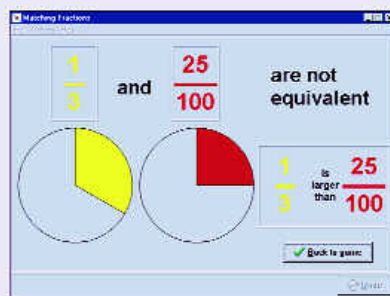 Matching Fractions
1/3 and 25/100 are not
equivalent
1/3 is larger than 25/100
Back to game